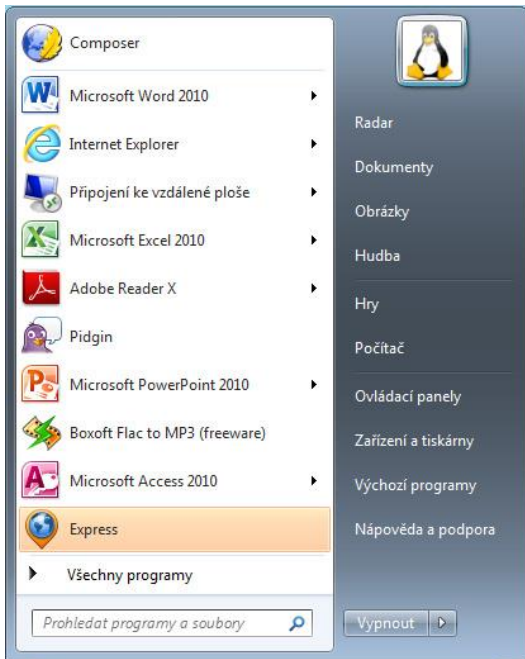 Composer
Microsoft Word 2010
Internet Explorer
Připojení ke vzdálené ploše
Microsoft Excel 2010
Adobe Reader X
Pidgin
Microsoft PowerPoint 2010
Boxoft Flac to MP3 (freeware)
Microsoft Access 2010
Express
Všechny programy
Prohledat programy a soubory
Radar
Dokumenty
Obrázky
Hudba
Hry
Počítač
Ovládací panely
Zařízení a tiskárny
Výchozí programy
Nápověda a podpora
Vypnout